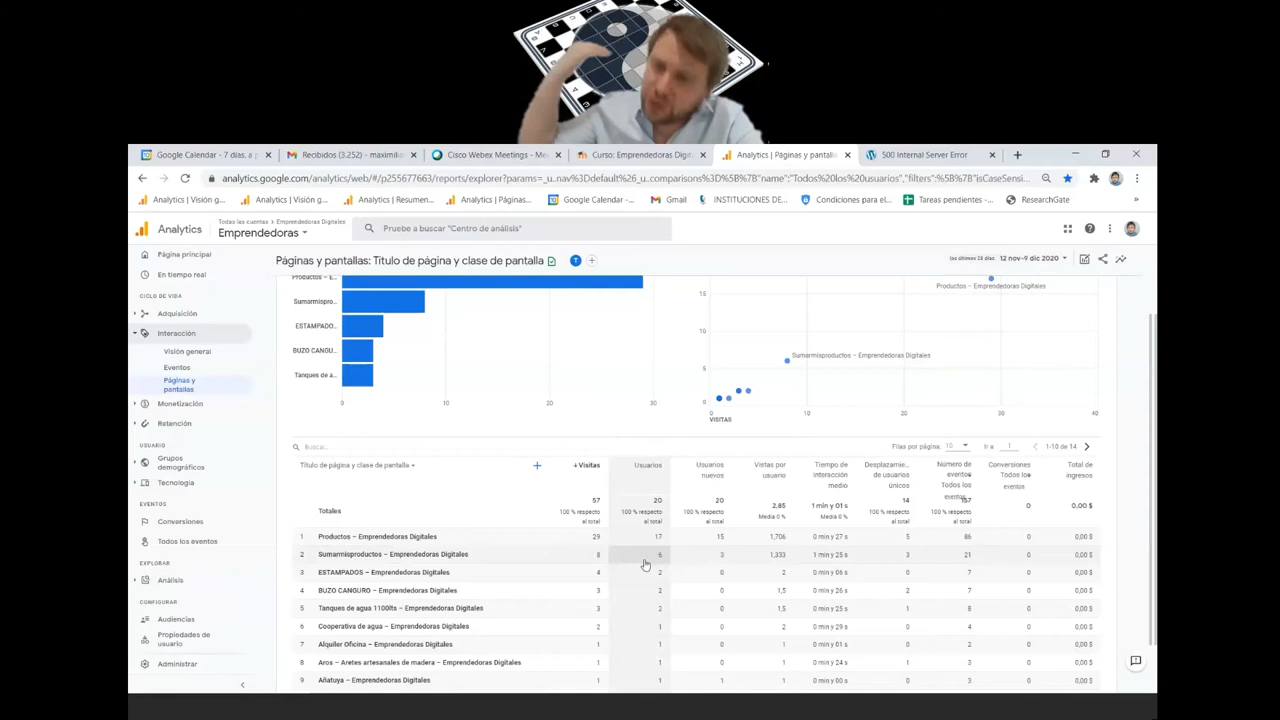 Google Calendar - 7 días, a p
Recibidos (3.252) - maximilio
Cisco Webex Meetings - Me
Curso: Emprendedoras Digit
Analytics | Páginas y pantalla
500 Internal Server Error
analytics.google.com/analytics/web/#/p255677663/reports/explorer?params=_u..nav%3Ddefault%26_u..comparisons%3D%5B%7B"name":"Todos%20los%20usuarios","filters":%5B%7B"isCaseSensi...
Analytics | Visión g...
Analytics | Visión g...
Analytics | Resumen...
Analytics | Páginas...
Google Calendar -...
Gmail
INSTITUCIONES DE...
Condiciones para el...
Tareas pendientes -...
ResearchGate
Analytics
Todas las cuentas > Emprendedoras Digitales
Emprendedoras
Pruebe a buscar "Centro de análisis"
Página principal
En tiempo real
CICLO DE VIDA
Adquisición
Interacción
Visión general
Eventos
Páginas y
pantallas
Monetización
Retención
USUARIO
Grupos
demográficos
Tecnología
EVENTOS
Conversiones
Todos los eventos
EXPLORAR
Análisis
CONFIGURAR
Audiencias
Propiedades de
usuario
Administrar
Páginas y pantallas: Título de página y clase de pantalla
los últimos 28 días 12 nov-9 dic 2020
Productos – E...
Sumarmispro...
ESTAMPADO...
BUZO CANGU...
Tanques de a...
0 10 20 30
Productos – Emprendedoras Digitales
Sumarmisproductos – Emprendedoras Digitales
15
10
5
0
0 10 20 30 40
VISITAS
Buscar...
Filas por página: 10 Ir a: 1 1-10 de 14
Título de página y clase de pantalla
Visitas
Usuarios
Usuarios
nuevos
Vistas por
usuario
Tiempo de
interacción
medio
Desplazamie...
de usuarios
únicos
Número de
eventos
Todos los
eventos
Conversiones
Todos los
eventos
Total de
ingresos
Totales
57 20 20 2,85 1 min y 01 s 14 157 0 0,00 $
100 % respecto al total
100 % respecto al total
100 % respecto al total
Media 0 %
Media 0 %
100 % respecto al total
100 % respecto al total
1 Productos – Emprendedoras Digitales 29 17 15 1,706 0 min y 27 s 5 86 0 0,00 $
2 Sumarmisproductos – Emprendedoras Digitales 8 6 3 1,333 1 min y 25 s 3 21 0 0,00 $
3 ESTAMPADOS – Emprendedoras Digitales 4 2 0 2 0 min y 06 s 0 7 0 0,00 $
4 BUZO CANGURO – Emprendedoras Digitales 3 2 0 1,5 0 min y 26 s 2 7 0 0,00 $
5 Tanques de agua 1100lts – Emprendedoras Digitales 3 2 0 1,5 0 min y 25 s 1 8 0 0,00 $
6 Cooperativa de agua – Emprendedoras Digitales 2 1 0 2 0 min y 29 s 0 4 0 0,00 $
7 Alquiler Oficina – Emprendedoras Digitales 1 1 0 1 0 min y 01 s 0 2 0 0,00 $
8 Aros – Aretes artesanales de madera – Emprendedoras Digitales 1 1 0 1 0 min y 24 s 1 3 0 0,00 $
9 Añatuya – Emprendedoras Digitales 1 1 1 1 0 min y 00 s 0 3 0 0,00 $